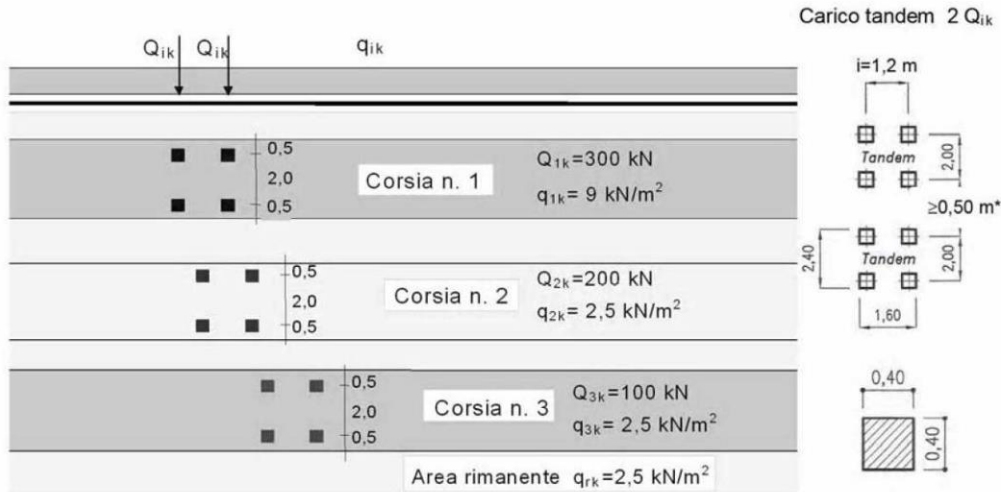 Carico tandem 2 Qik
Qik Qik qik
i=1,2 m
0,5
2,0
0,5
Corsia n. 1
Q1k=300 kN
q1k= 9 kN/m²
Tandem
2,00
≥0,50 m*
0,5
2,0
0,5
Corsia n. 2
Q2k=200 kN
q2k= 2,5 kN/m²
2,40
Tandem
2,00
1,60
0,5
2,0
0,5
Corsia n. 3
Q3k=100 kN
q3k= 2,5 kN/m²
0,40
0,40
Area rimanente qrk=2,5 kN/m²